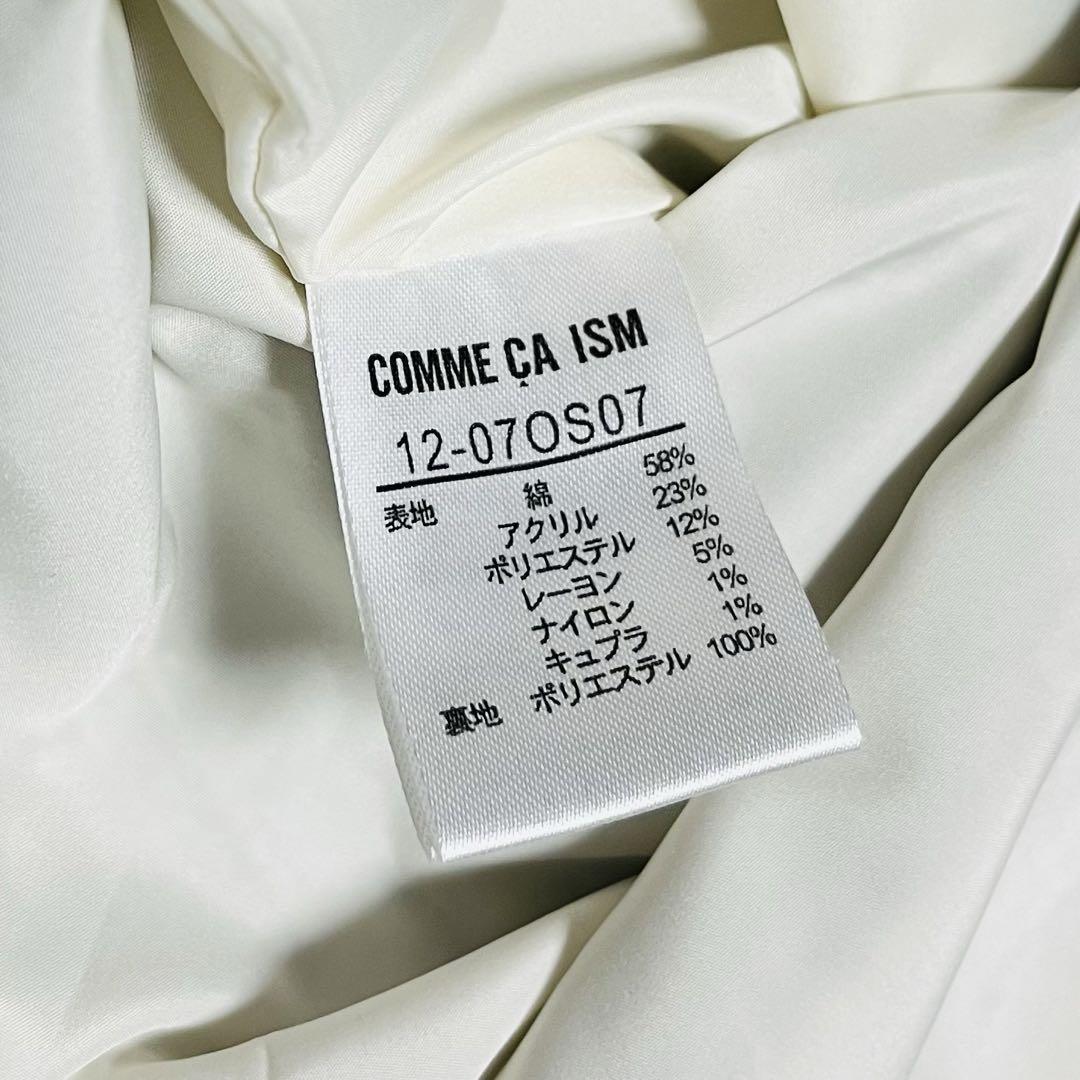 COMME ÇA ISM
12-07OS07
表地 綿 58%
アクリル 23%
ポリエステル 12%
レーヨン 5%
ナイロン 1%
キュプラ 1%
裏地 ポリエステル 100%